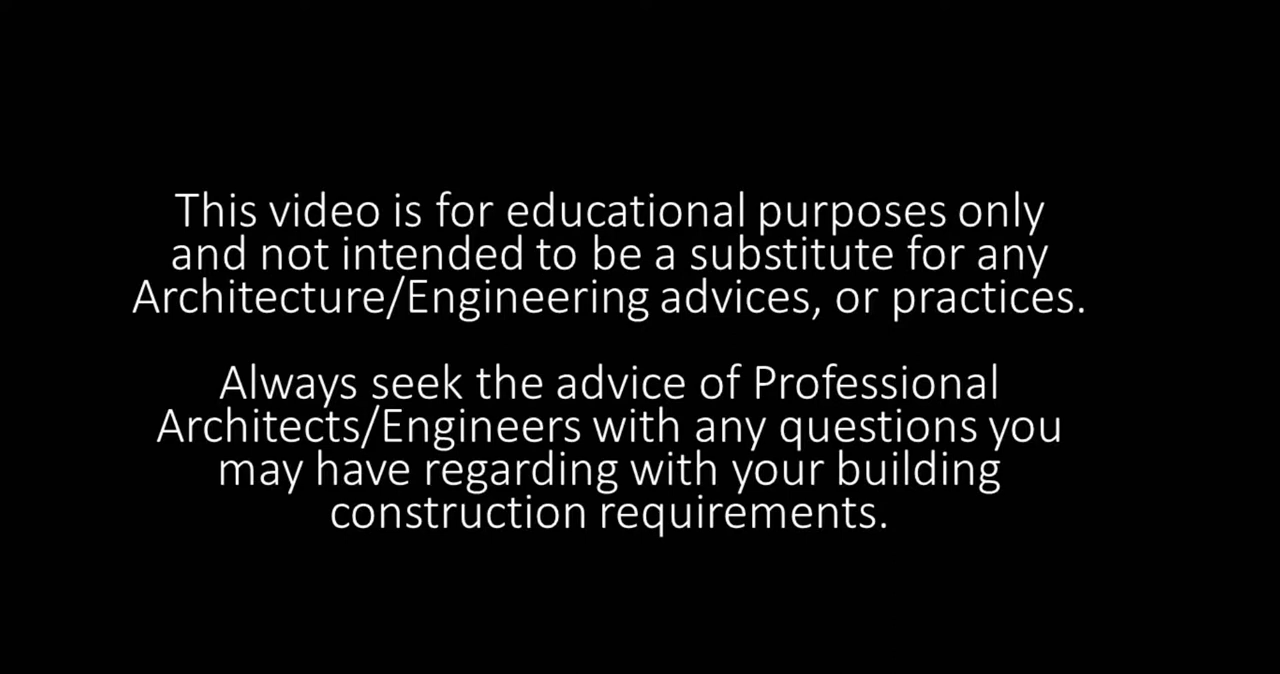 This video is for educational purposes only
and not intended to be a substitute for any
Architecture/Engineering advices, or practices.
Always seek the advice of Professional
Architects/Engineers with any questions you
may have regarding with your building
construction requirements.